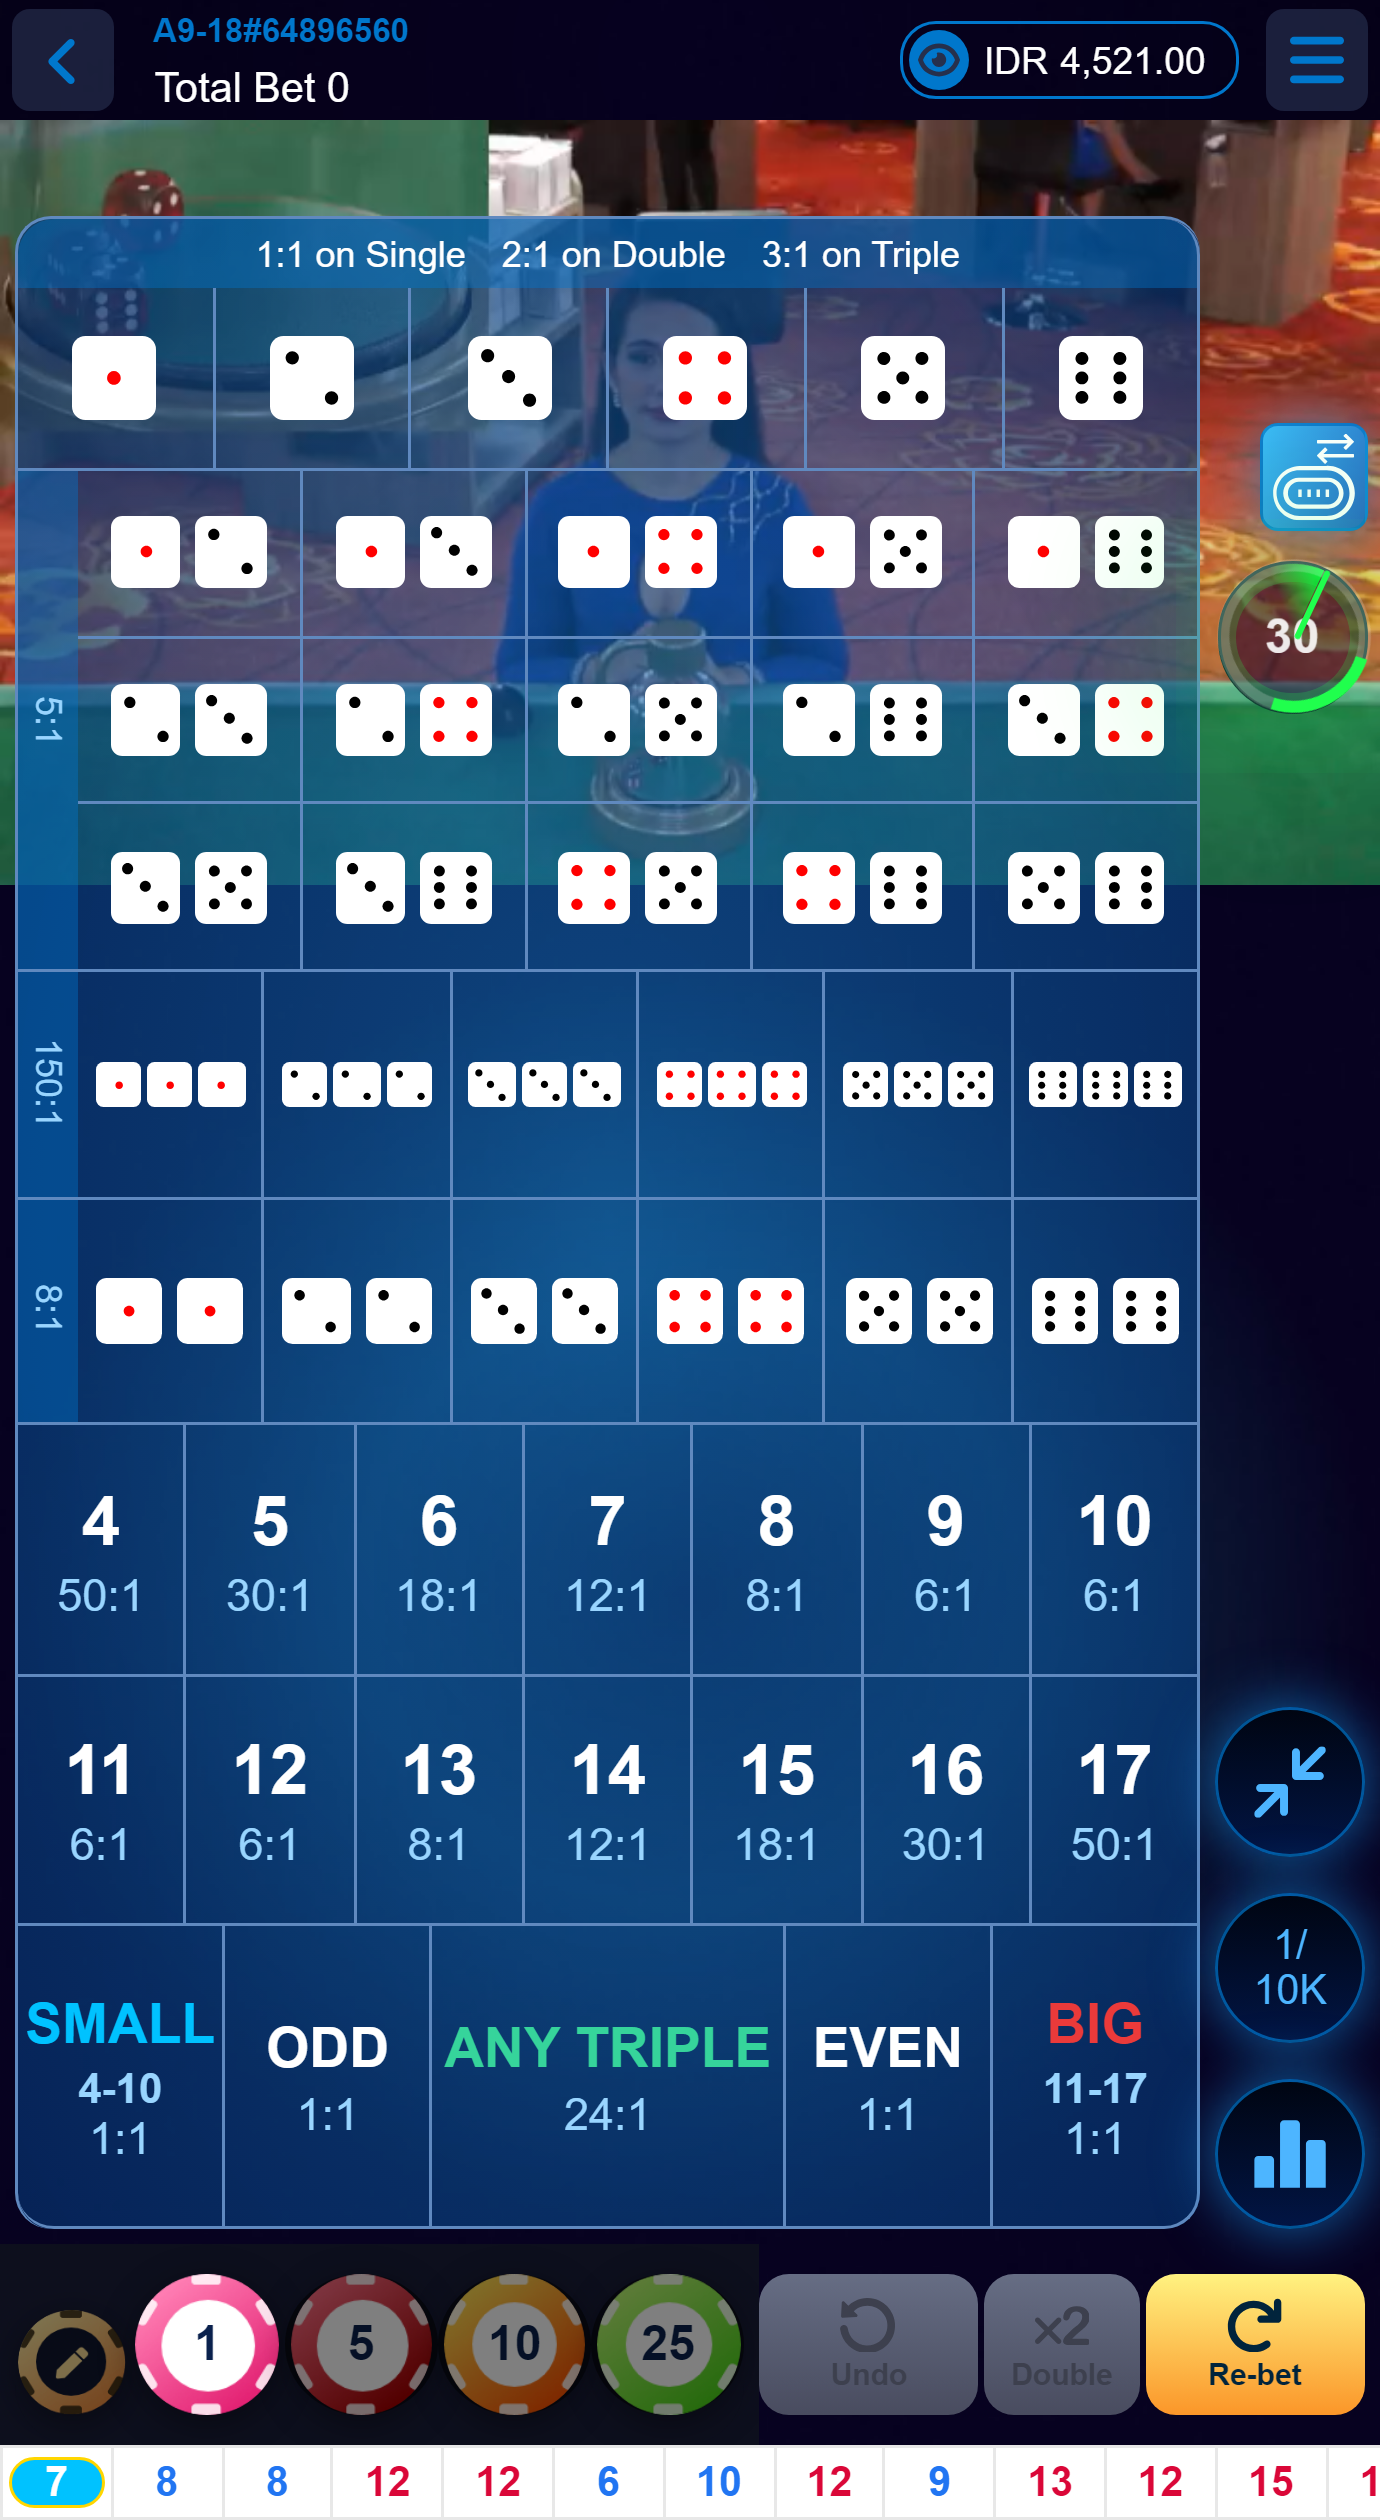 A9-18#64896560
Total Bet 0
IDR 4,521.00
1:1 on Single 2:1 on Double 3:1 on Triple
30
5:1
150:1
8:1
4 5 6 7 8 9 10
50:1 30:1 18:1 12:1 8:1 6:1 6:1
11 12 13 14 15 16 17
6:1 6:1 8:1 12:1 18:1 30:1 50:1
1/
10K
SMALL ODD ANY TRIPLE EVEN BIG
4-10 11-17
1:1 1:1 24:1 1:1 1:1
1 5 10 25
x2
Undo Double Re-bet
7 8 8 12 12 6 10 12 9 13 12 15